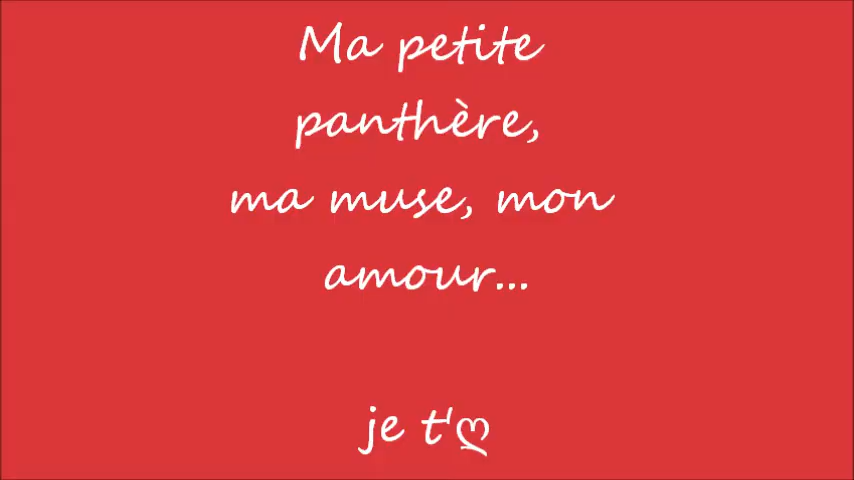 Ma petite
panthère,
ma muse, mon
amour...
je t'ღ